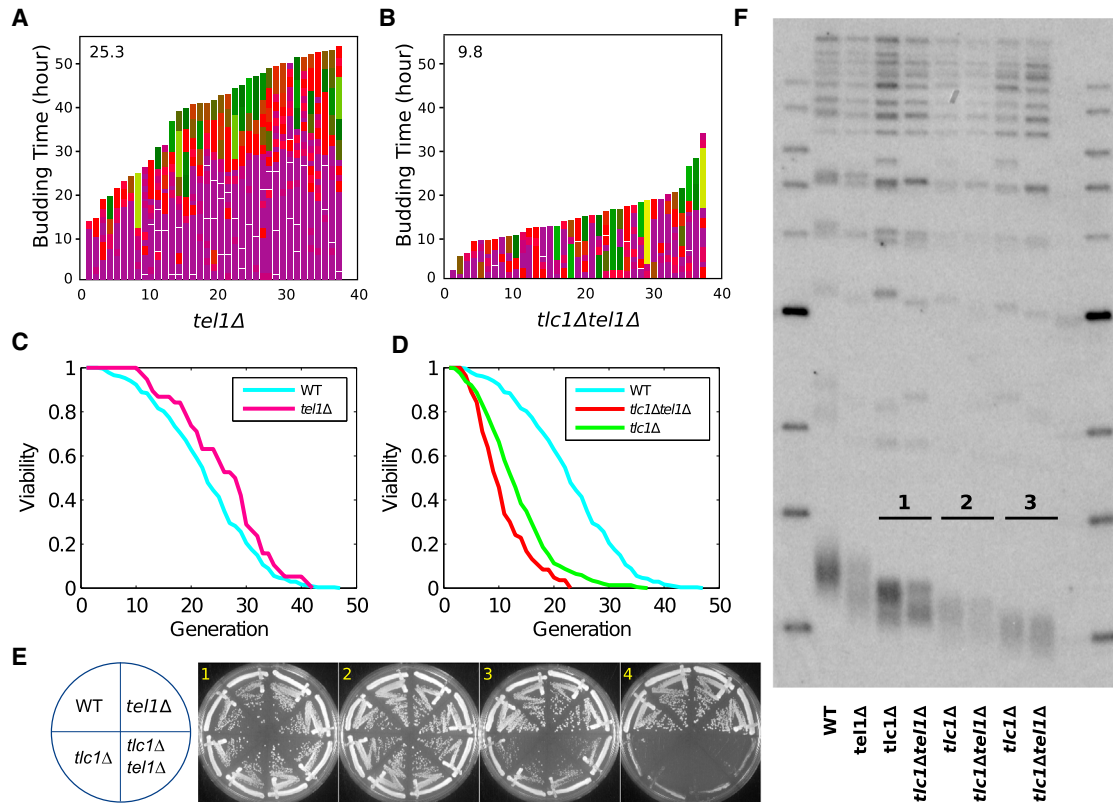 A
25.3
Budding Time (hour)
50
40
30
20
10
0
0 10 20 30 40
tel1Δ
B
9.8
Budding Time (hour)
50
40
30
20
10
0
0 10 20 30 40
tlc1Δtel1Δ
C
WT
tel1Δ
Viability
1
0.8
0.6
0.4
0.2
0
0 10 20 30 40 50
Generation
D
WT
tlc1Δtel1Δ
tlc1Δ
Viability
1
0.8
0.6
0.4
0.2
0
0 10 20 30 40 50
Generation
E
WT tel1Δ
tlc1Δ tlc1Δ
tel1Δ
1 2 3 4
F
1 2 3
WT
tel1Δ
tlc1Δ
tlc1Δtel1Δ
tlc1Δ
tlc1Δtel1Δ
tlc1Δ
tlc1Δtel1Δ